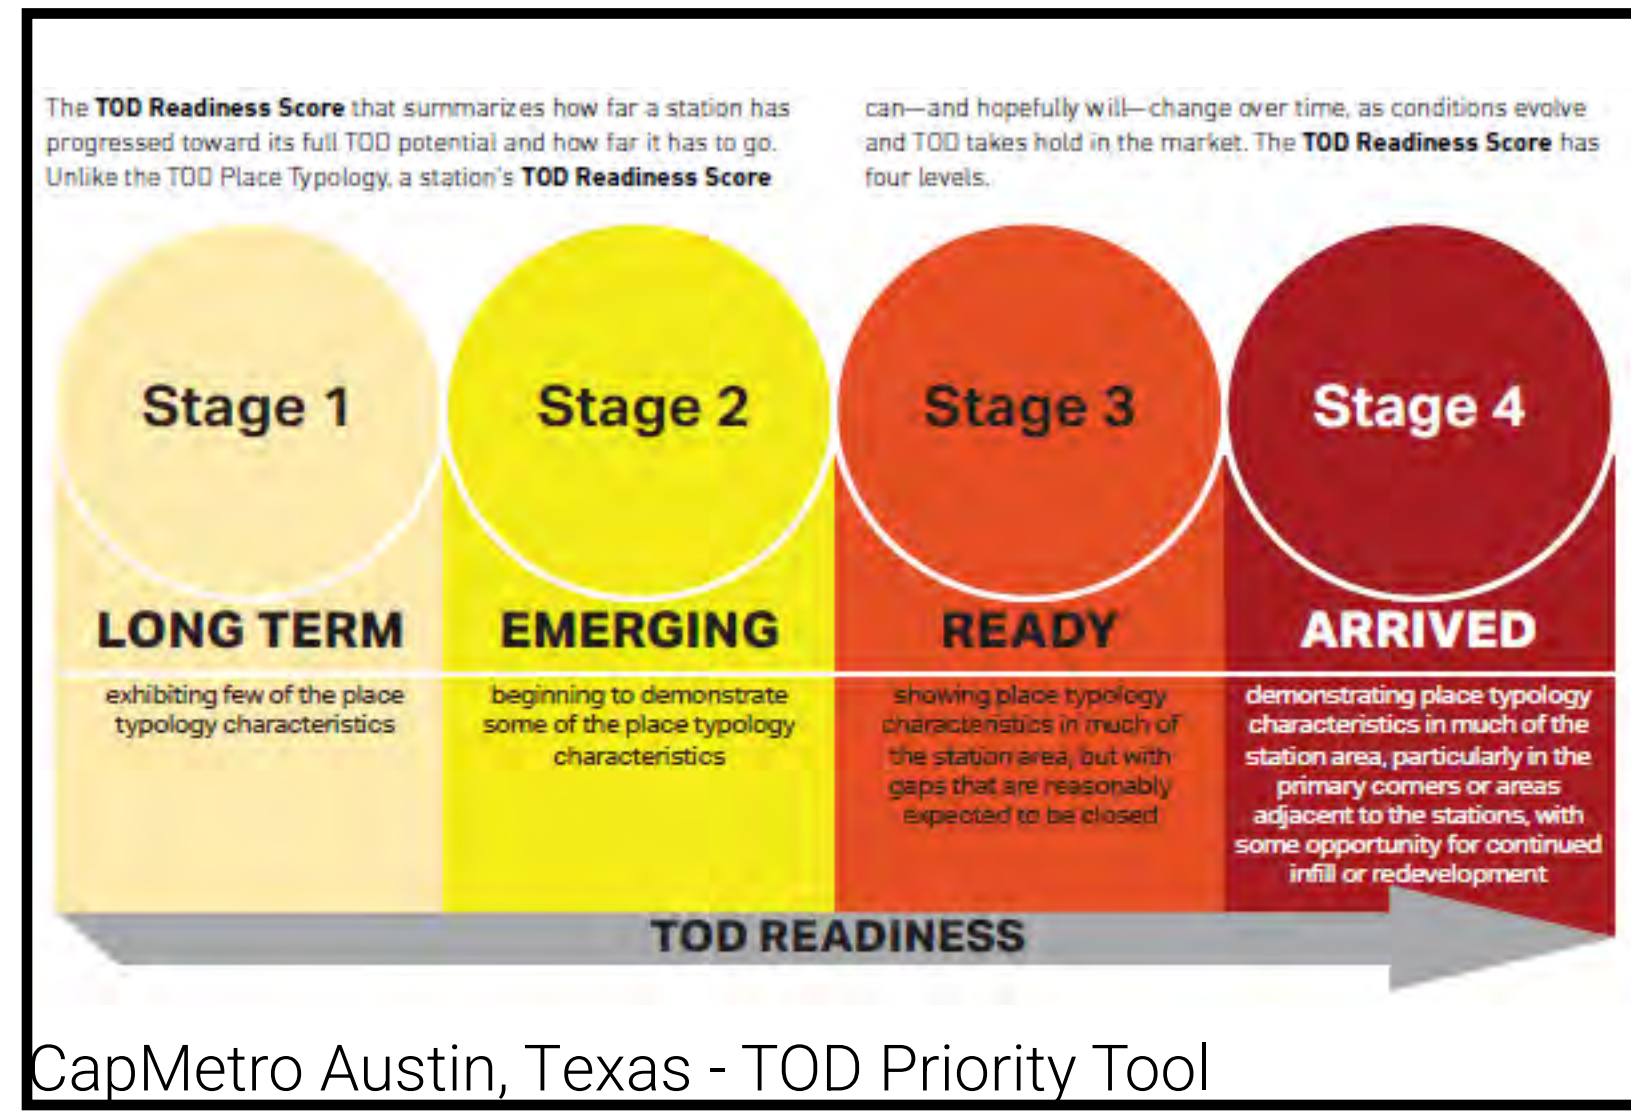 The TOD Readiness Score that summarizes how far a station has
progressed toward its full TOD potential and how far it has to go.
Unlike the TOD Place Typology, a station's TOD Readiness Score
can—and hopefully will—change over time, as conditions evolve
and TOD takes hold in the market. The TOD Readiness Score has
four levels.
Stage 1
LONG TERM
exhibiting few of the place
typology characteristics
Stage 2
EMERGING
beginning to demonstrate
some of the place typology
characteristics
Stage 3
READY
showing place typology
characteristics in much of
the station area, but with
gaps that are reasonably
expected to be closed
Stage 4
ARRIVED
demonstrating place typology
characteristics in much of the
station area, particularly in the
primary corners or areas
adjacent to the stations, with
some opportunity for continued
infill or redevelopment
TOD READINESS
CapMetro Austin, Texas - TOD Priority Tool